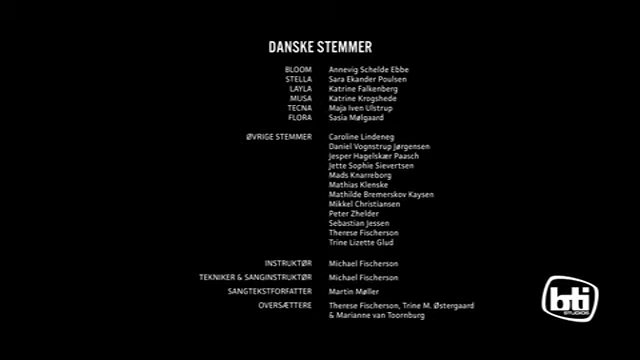 DANSKE STEMMER
BLOOM Annevig Schelde Ebbe
STELLA Sara Ekander Poulsen
LAYLA Katrine Falkenberg
MUSA Katrine Krogshede
TECNA Maja Iven Ulstrup
FLORA Sasia Mølgaard
ØVRIGE STEMMER Caroline Lindeneg
Daniel Vognstrup Jørgensen
Jesper Hagelskær Paasch
Jette Sophie Sievertsen
Mads Knarreborg
Mathias Klenske
Mathilde Bremerskov Kaysen
Mikkel Christiansen
Peter Zhelder
Sebastian Jessen
Therese Fischerson
Trine Lizette Glud
INSTRUKTØR Michael Fischerson
TEKNIKER & SANGINSTRUKTØR Michael Fischerson
SANGTEKSTFORFATTER Martin Møller
OVERSÆTTERE Therese Fischerson, Trine M. Østergaard
& Marianne van Toornburg
bti
STUDIOS